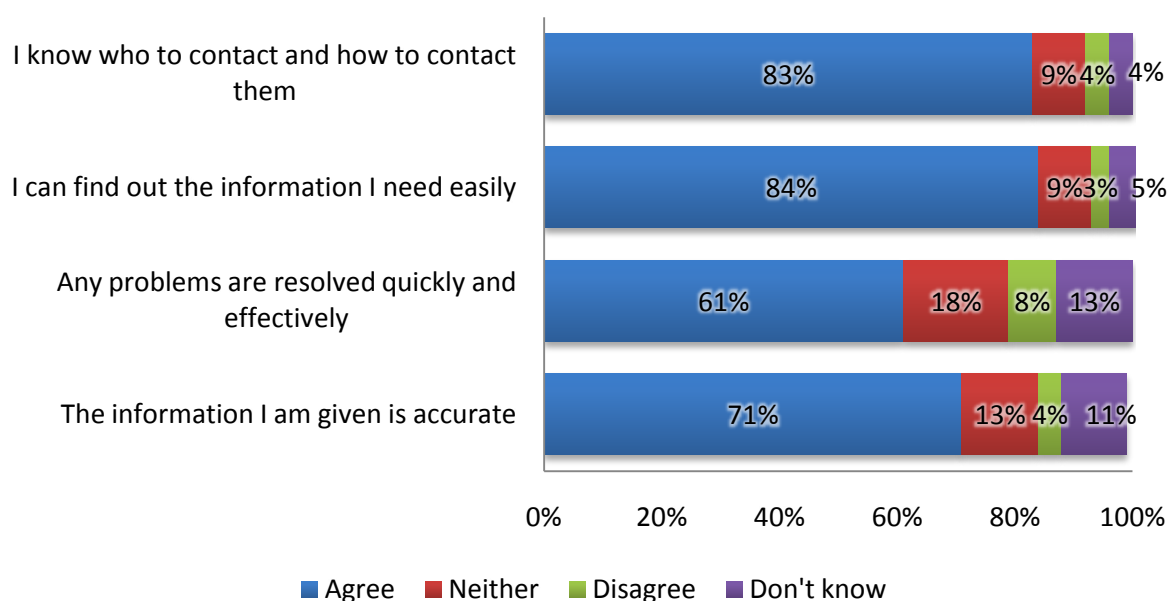 I know who to contact and how to contact
them
83%
9%
4%
4%
I can find out the information I need easily
84%
9%
3%
5%
Any problems are resolved quickly and
effectively
61%
18%
8%
13%
The information I am given is accurate
71%
13%
4%
11%
0% 20% 40% 60% 80% 100%
Agree Neither Disagree Don't know